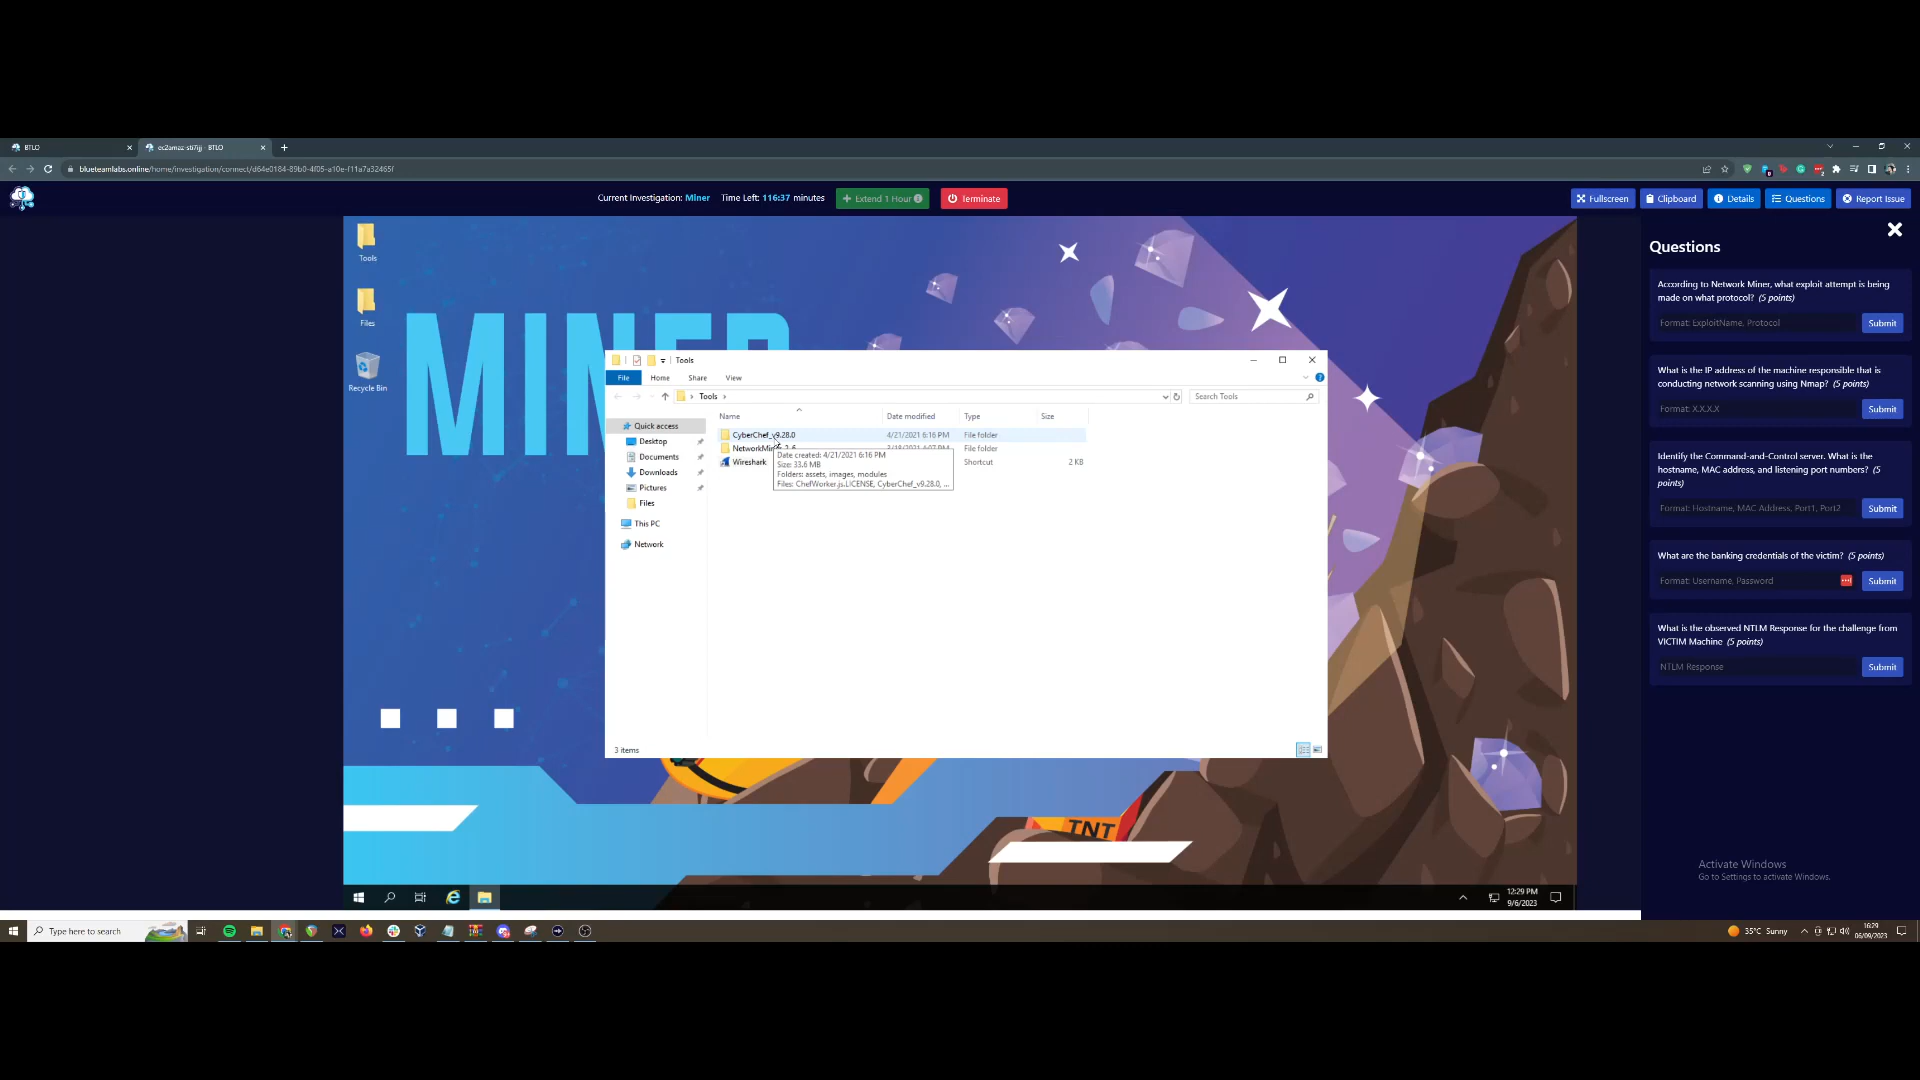 BTLO
ec2amaz-sti7ijj - BTLO
blueteamlabs.online/home/investigation/connect/d64e0184-89b0-4f05-a10e-f11a7a32465f
Current Investigation: Miner
Time Left: 116:37 minutes
Extend 1 Hour
Terminate
Fullscreen
Clipboard
Details
Questions
Report Issue
Tools
Files
Recycle Bin
MINER
Tools
File
Home
Share
View
Tools
Search Tools
Name
Date modified
Type
Size
Quick access
Desktop
Documents
Downloads
Pictures
Files
This PC
Network
CyberChef_v9.28.0
4/21/2021 6:16 PM
File folder
File folder
Wireshark
Shortcut
2 KB
Date created: 4/21/2021 6:16 PM
Size: 33.6 MB
Folders: assets, images, modules
Files: ChefWorker.js.LICENSE, CyberChef_v9.28.0, ...
3 items
TNT
12:29 PM
9/6/2023
Questions
According to Network Miner, what exploit attempt is being
made on what protocol? (5 points)
Format: ExploitName, Protocol
Submit
What is the IP address of the machine responsible that is
conducting network scanning using Nmap? (5 points)
Format: X.X.X.X
Submit
Identify the Command-and-Control server. What is the
hostname, MAC address, and listening port numbers? (5
points)
Format: Hostname, MAC Address, Port1, Port2
Submit
What are the banking credentials of the victim? (5 points)
Format: Username, Password
Submit
What is the observed NTLM Response for the challenge from
VICTIM Machine (5 points)
NTLM Response
Submit
Activate Windows
Go to Settings to activate Windows.
Type here to search
35°C Sunny
16:29
06/09/2023